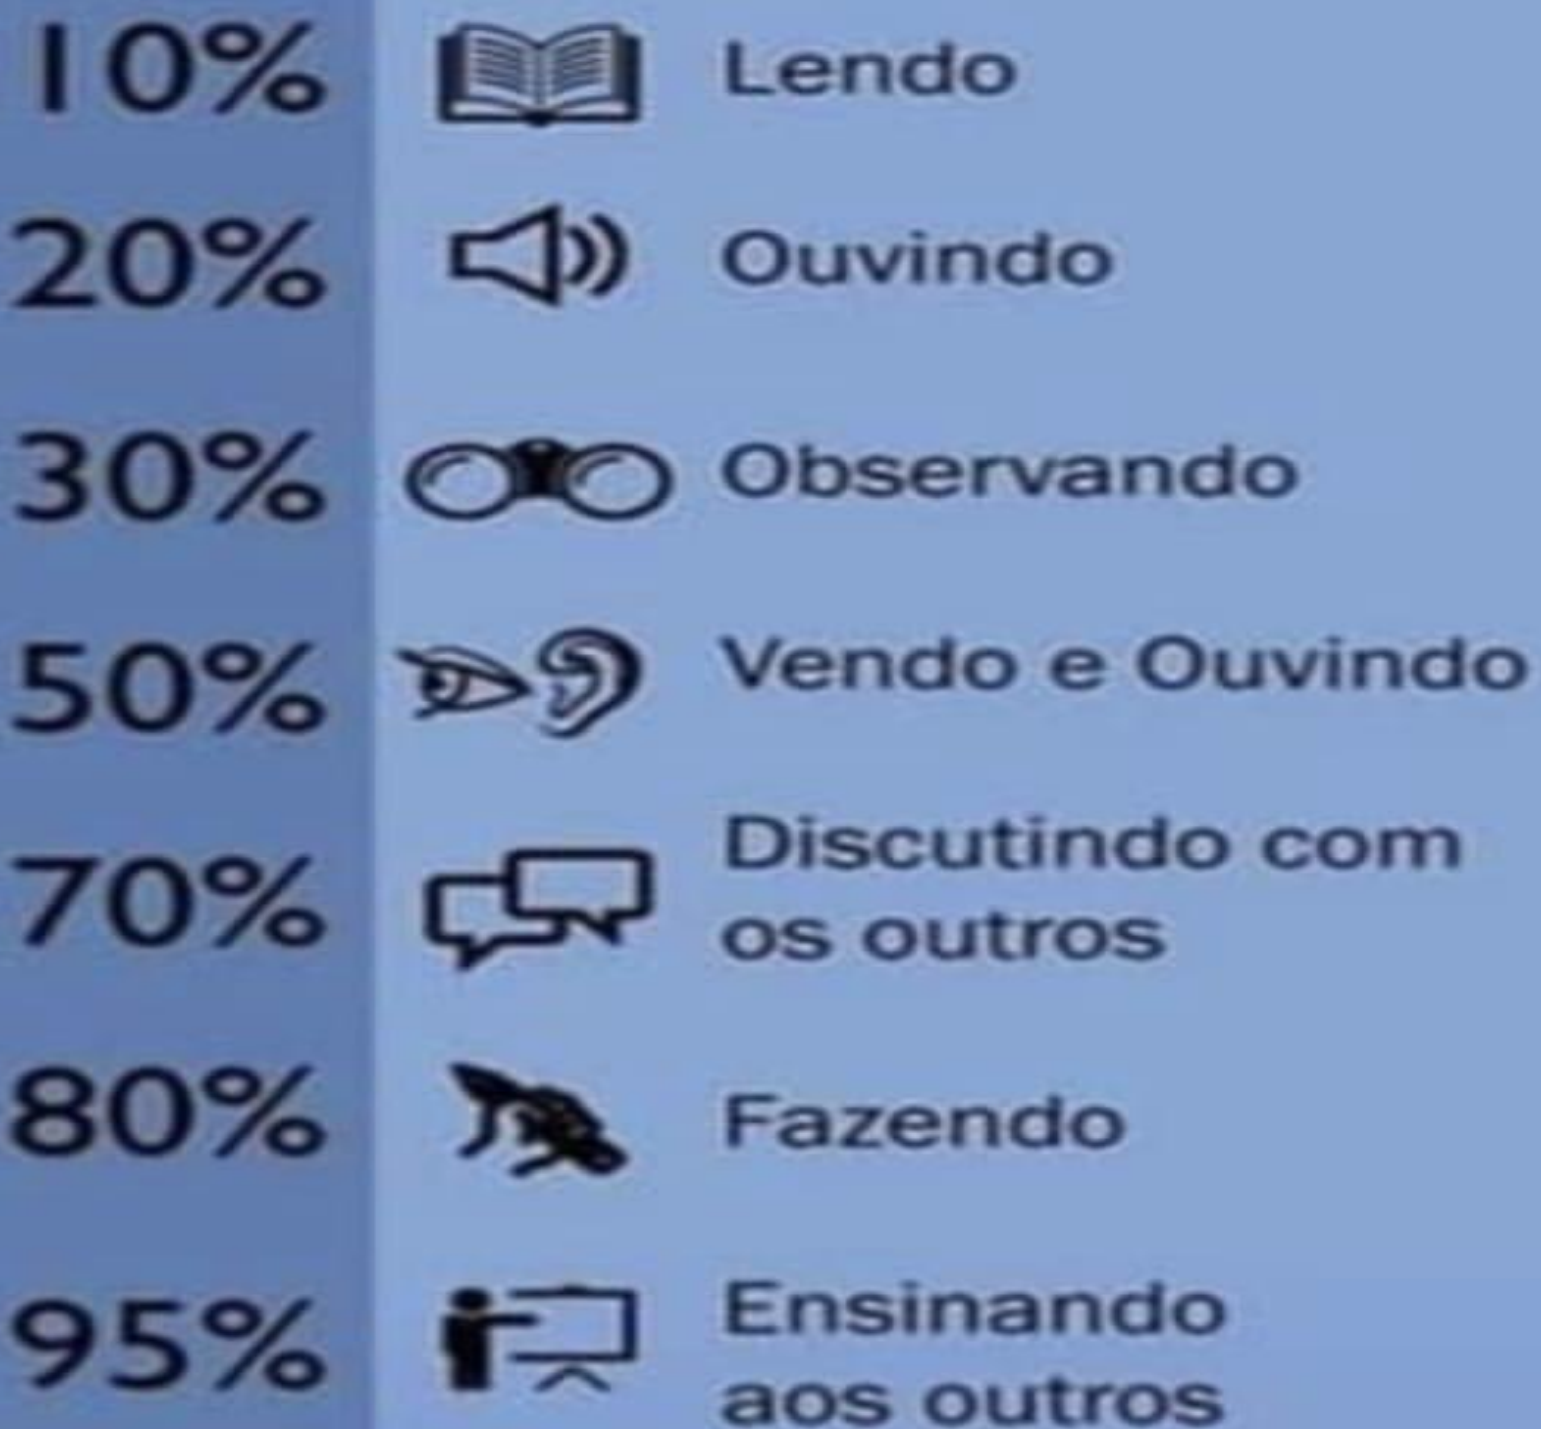 10% Lendo
20% Ouvindo
30% Observando
50% Vendo e Ouvindo
70% Discutindo com
os outros
80% Fazendo
95% Ensinando
aos outros